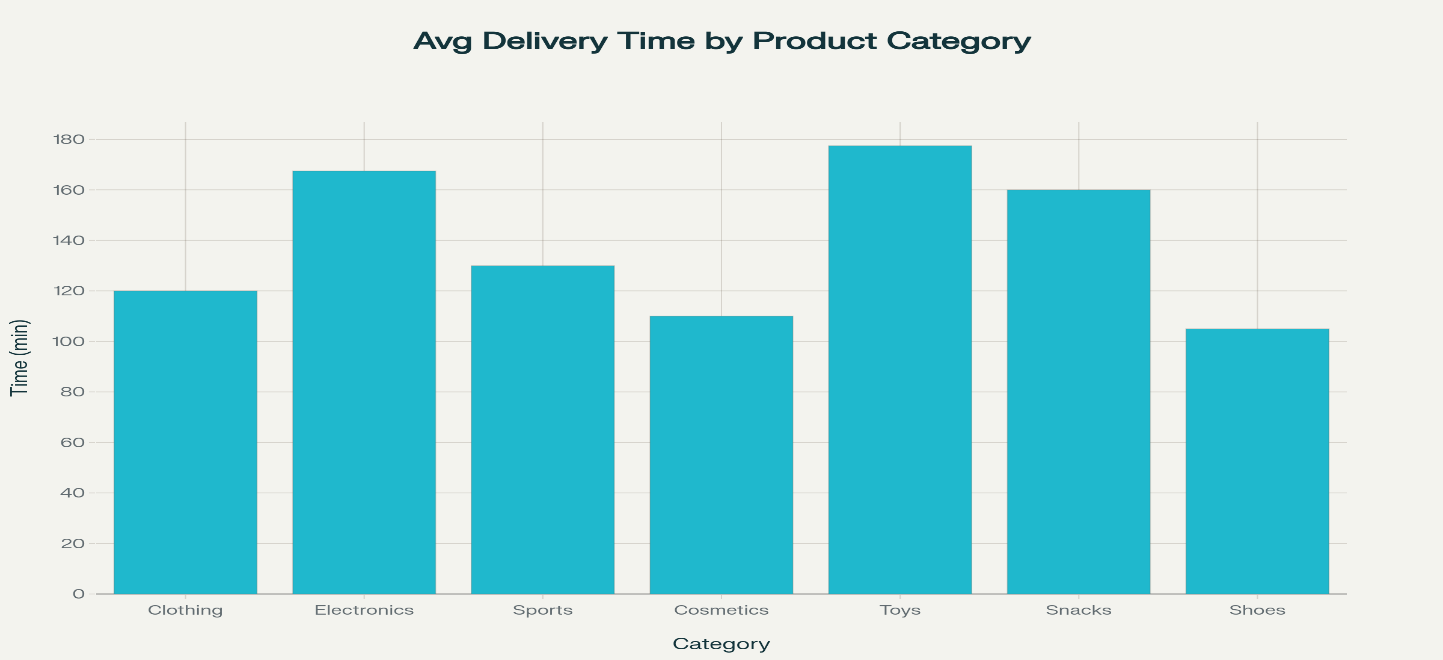 Avg Delivery Time by Product Category
180
160
140
120
100
80
60
40
20
0
Time (min)
Clothing Electronics Sports Cosmetics Toys Snacks Shoes
Category